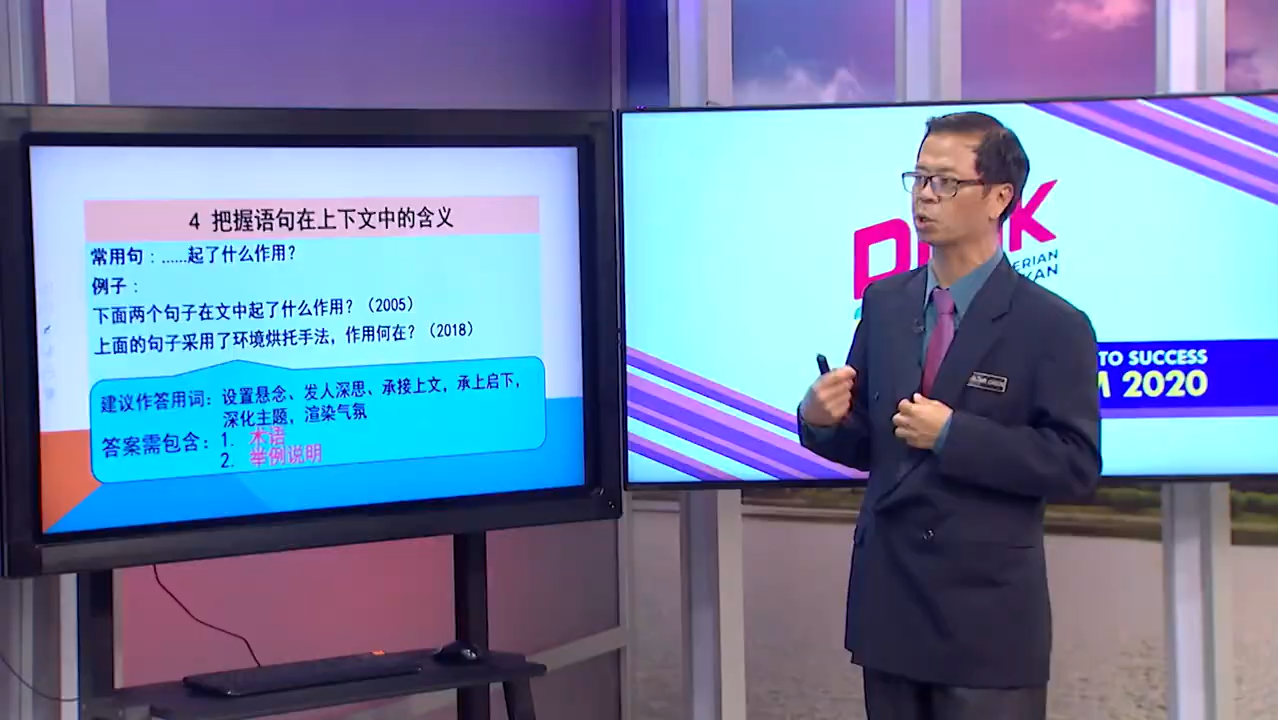 4 把握语句在上下文中的含义
常用句：……起了什么作用？
例子：
下面两个句子在文中起了什么作用？（2005）
上面的句子采用了环境烘托手法，作用何在？（2018）
建议作答用词：设置悬念、发人深思、承接上文，承上启下，
深化主题，渲染气氛
答案需包含：1. 术语
2. 举例说明
ERIAN
KAN
TO SUCCESS
2020